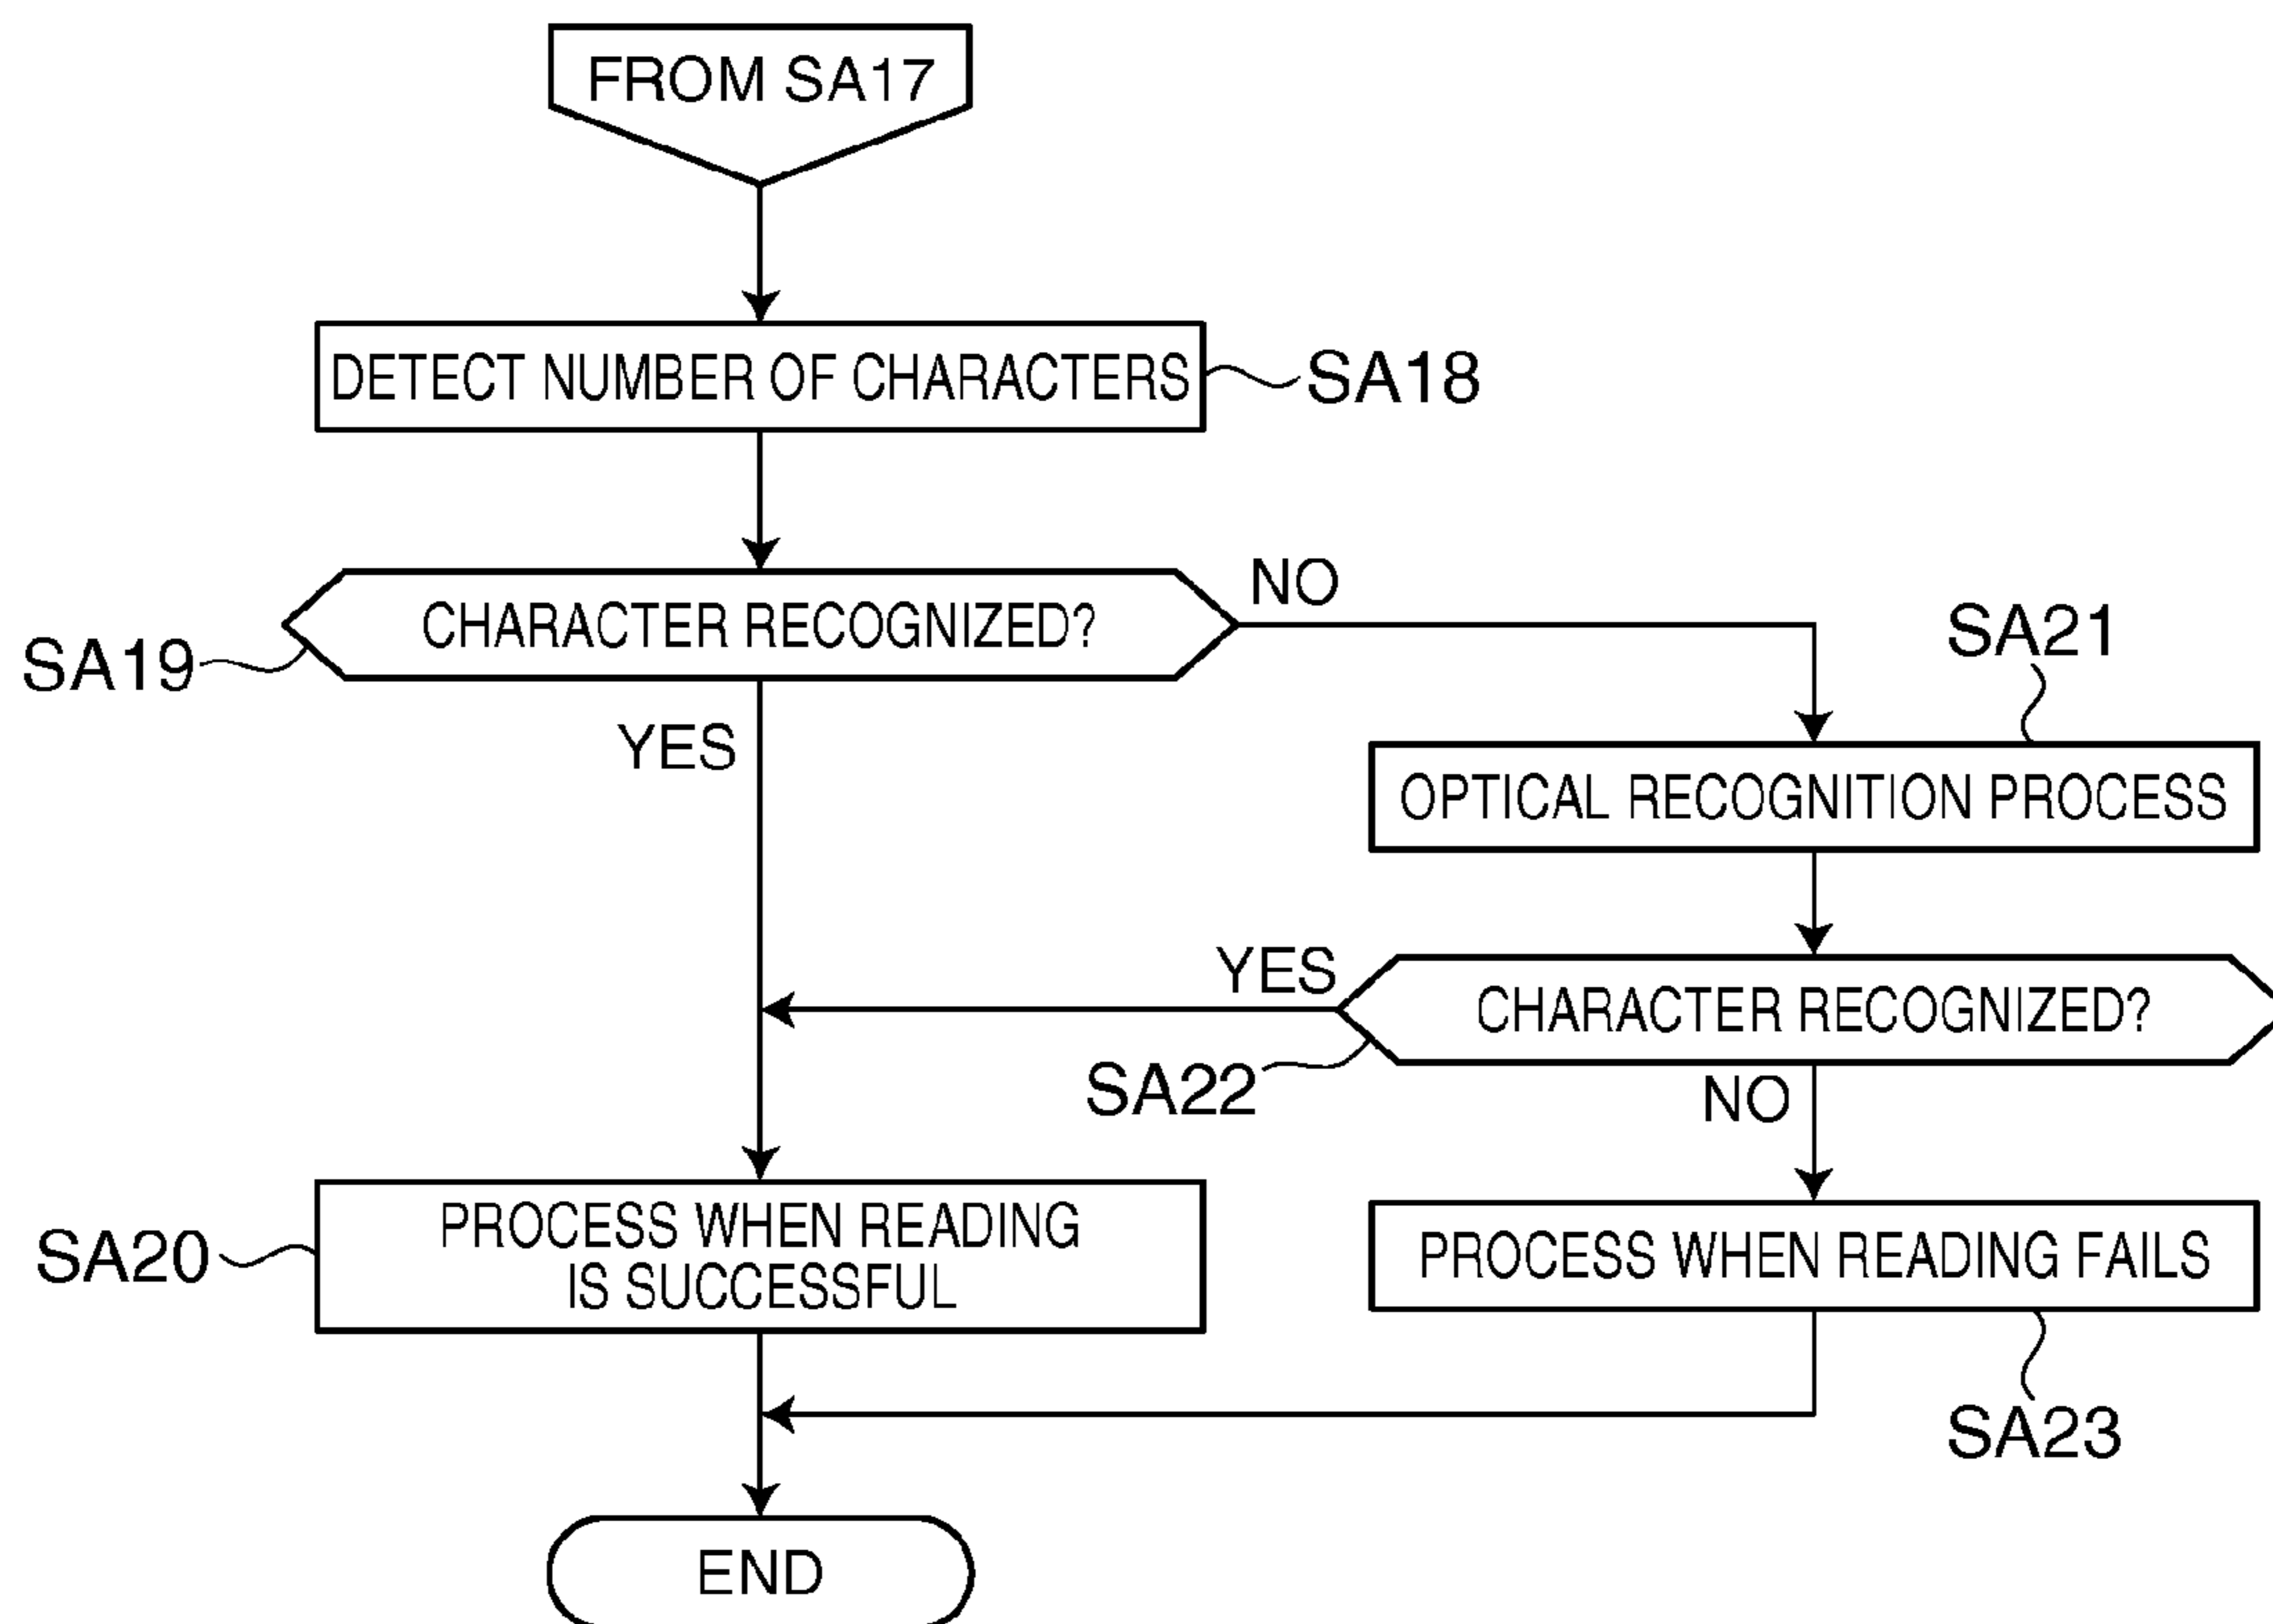 FROM SA17
DETECT NUMBER OF CHARACTERS
SA18
CHARACTER RECOGNIZED?
NO
SA19
YES
SA21
OPTICAL RECOGNITION PROCESS
YES
CHARACTER RECOGNIZED?
SA22
NO
SA20
PROCESS WHEN READING
IS SUCCESSFUL
PROCESS WHEN READING FAILS
SA23
END